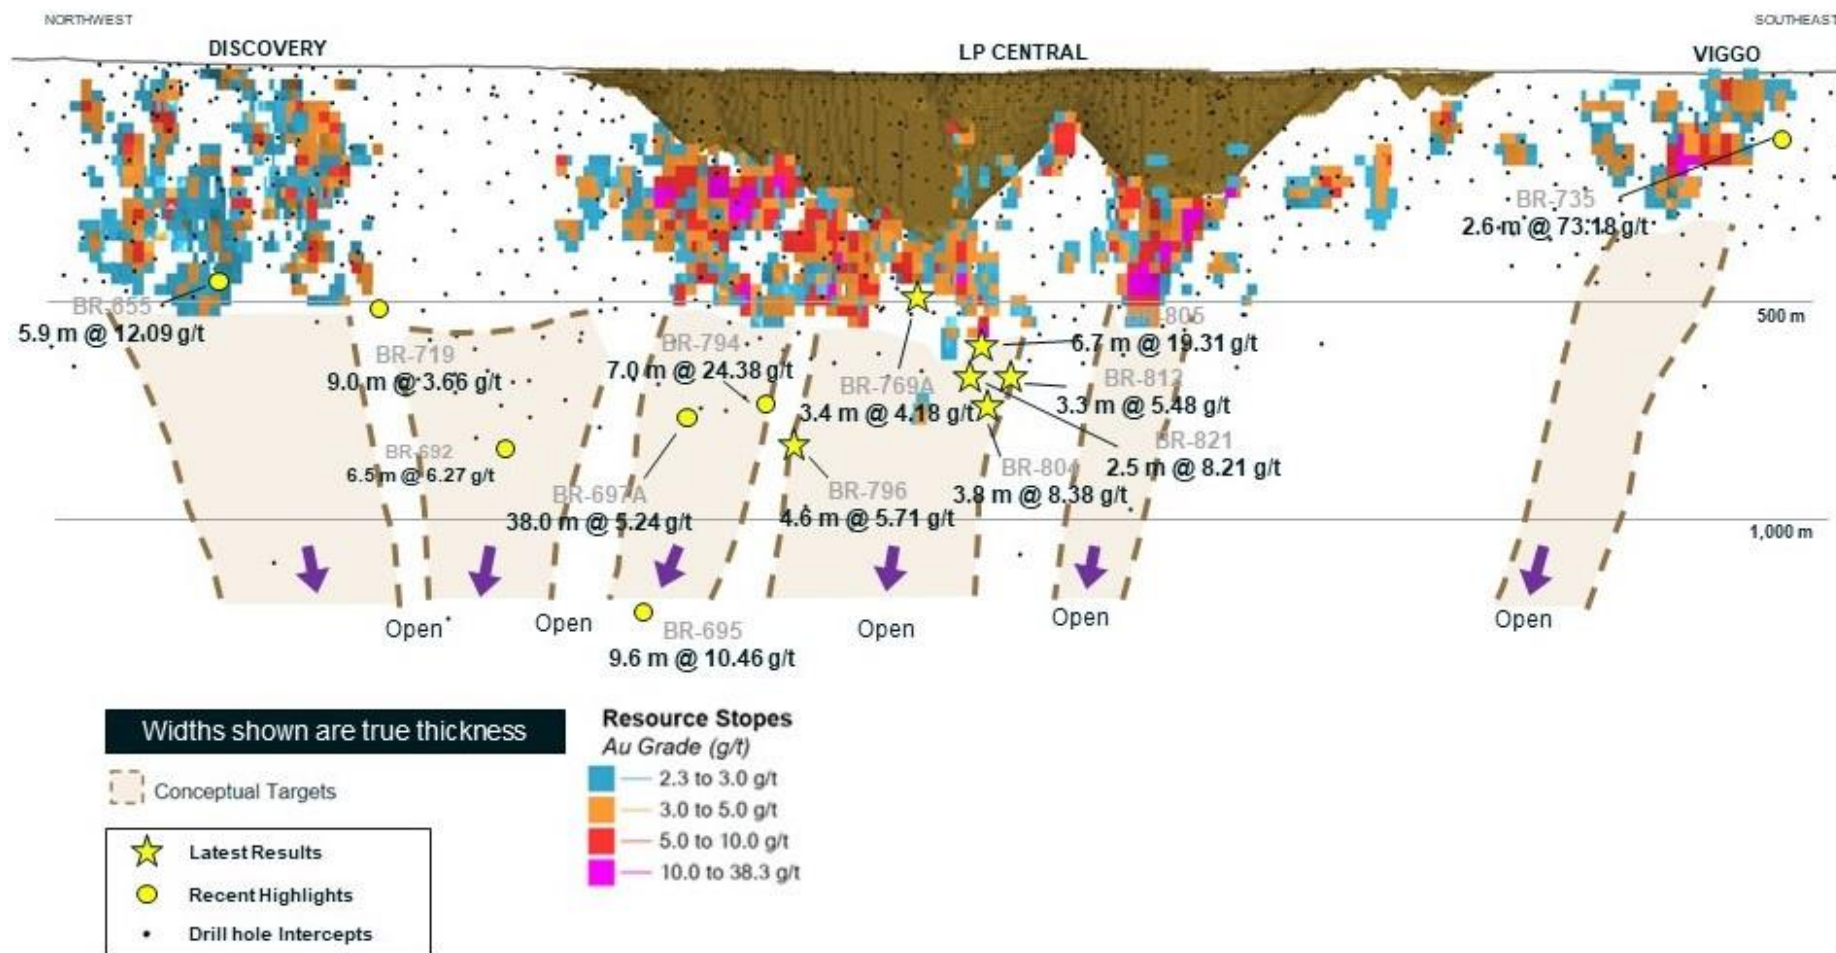 NORTHWEST
SOUTHEAST
DISCOVERY
LP CENTRAL
VIGGO
BR-735
2.6 m @ 73.18 g/t
BR-655
5.9 m @ 12.09 g/t
500 m
BR-719
9.0 m @ 3.66 g/t
BR-794
7.0 m @ 24.38 g/t
BR-805
6.7 m @ 19.31 g/t
BR-769A
3.4 m @ 4.18 g/t
BR-812
3.3 m @ 5.48 g/t
BR-821
2.5 m @ 8.21 g/t
BR-692
6.5 m @ 6.27 g/t
BR-697A
38.0 m @ 5.24 g/t
BR-796
4.6 m @ 5.71 g/t
BR-804
3.8 m @ 8.38 g/t
1,000 m
Open
Open
Open
Open
Open
BR-695
9.6 m @ 10.46 g/t
Widths shown are true thickness
Conceptual Targets
Latest Results
Recent Highlights
Drill hole Intercepts
Resource Stopes
Au Grade (g/t)
2.3 to 3.0 g/t
3.0 to 5.0 g/t
5.0 to 10.0 g/t
10.0 to 38.3 g/t